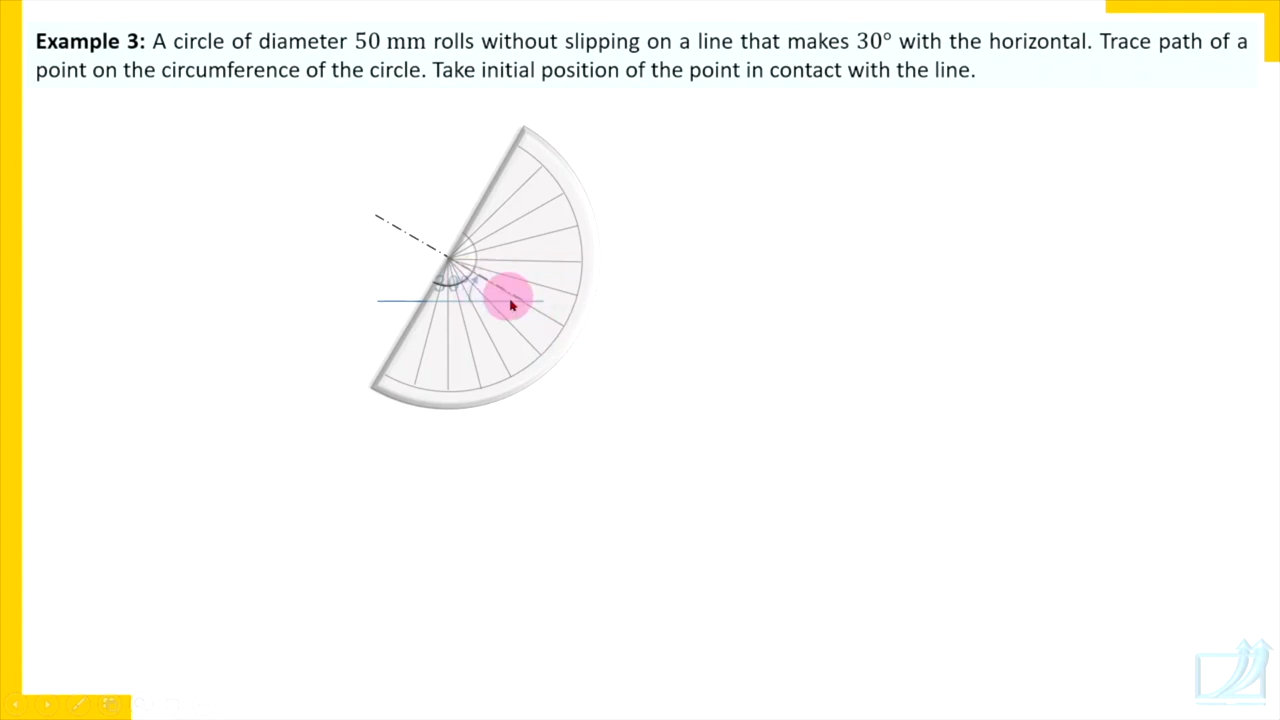 Example 3: A circle of diameter 50 mm rolls without slipping on a line that makes 30° with the horizontal. Trace path of a
point on the circumference of the circle. Take initial position of the point in contact with the line.